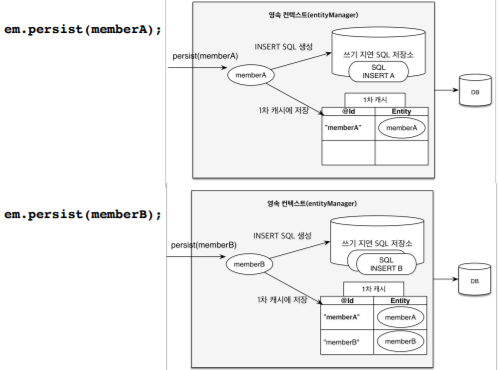 em.persist(memberA);
영속 컨텍스트(entityManager)
persist(memberA)
memberA
INSERT SQL 생성
쓰기 지연 SQL 저장소
SQL
INSERT A
1차 캐시에 저장
1차 캐시
@Id Entity
"memberA" memberA
DB
em.persist(memberB);
영속 컨텍스트(entityManager)
persist(memberB)
memberB
INSERT SQL 생성
쓰기 지연 SQL 저장소
SQL
INSERT B
1차 캐시에 저장
1차 캐시
@Id Entity
"memberA" memberA
"memberB" memberB
DB